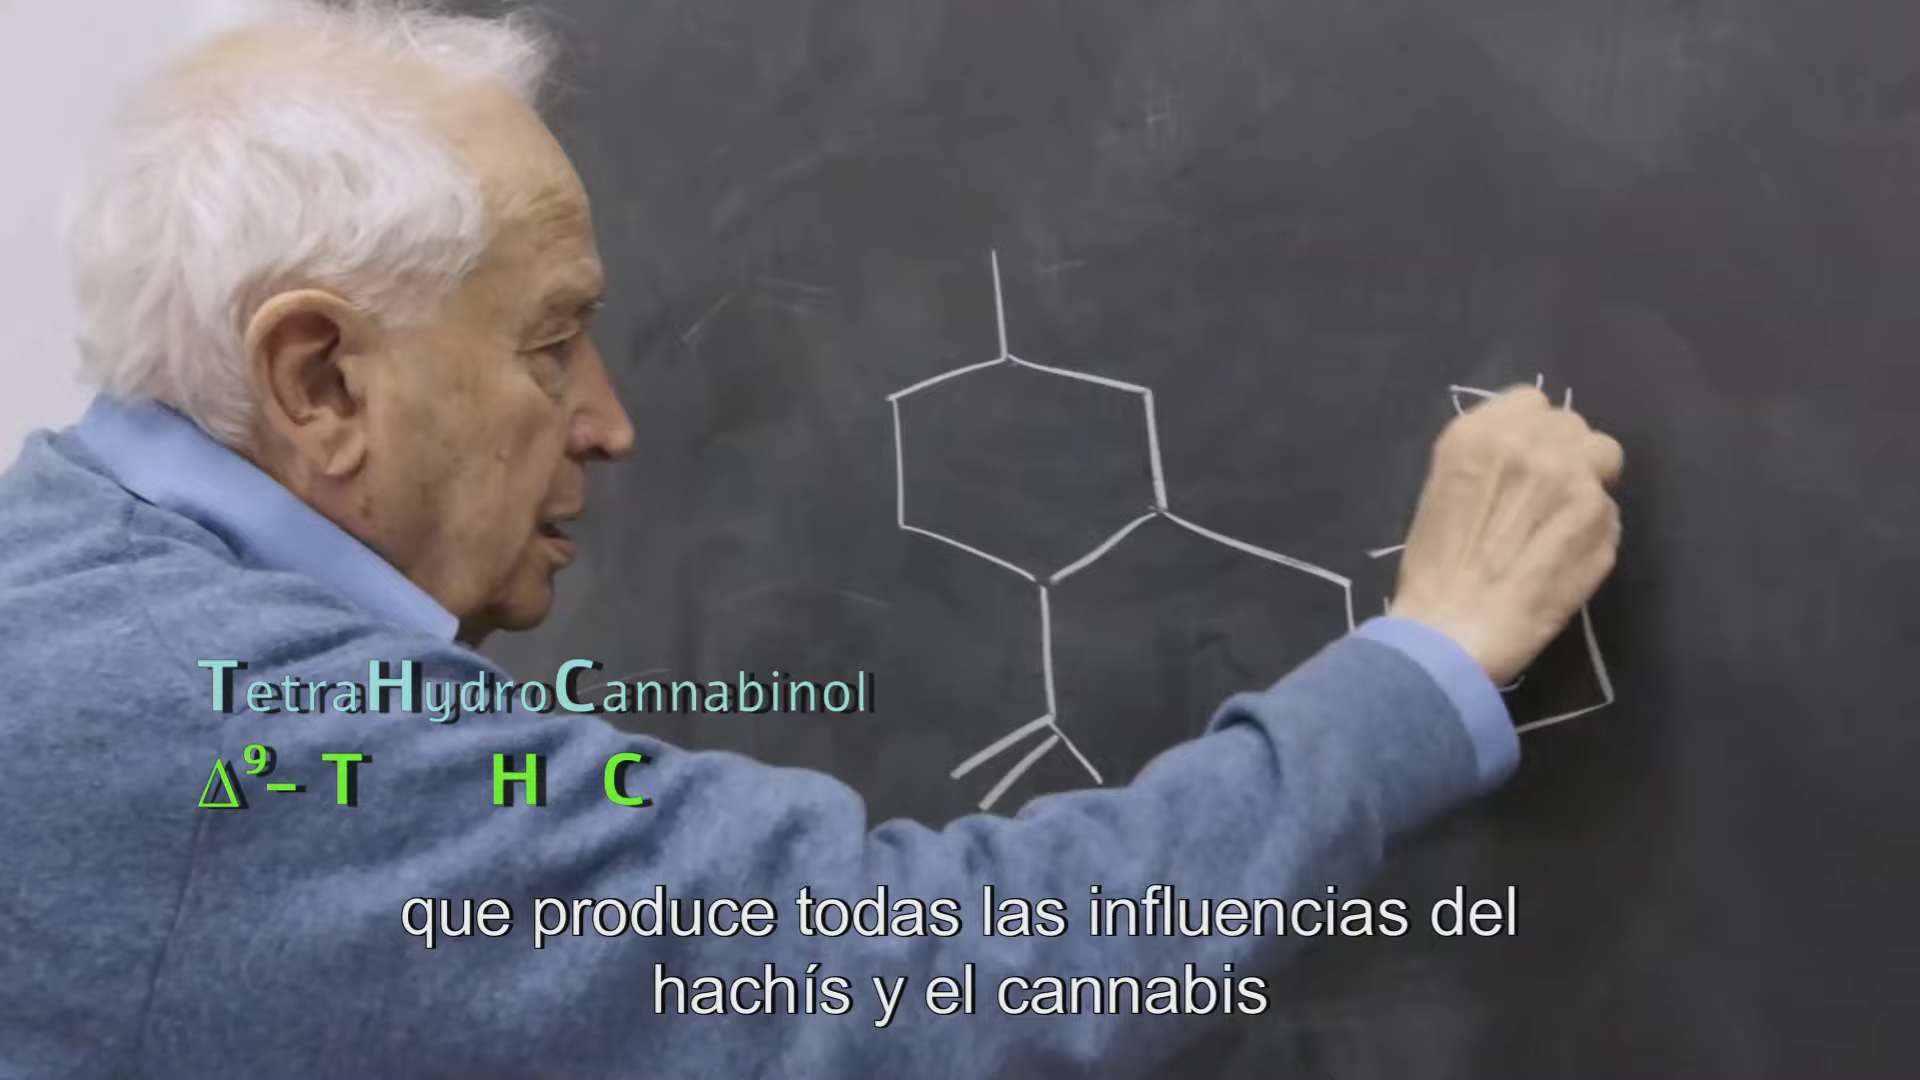 TetraHydroCannabinol
Δ⁹– T H C
que produce todas las influencias del
hachís y el cannabis